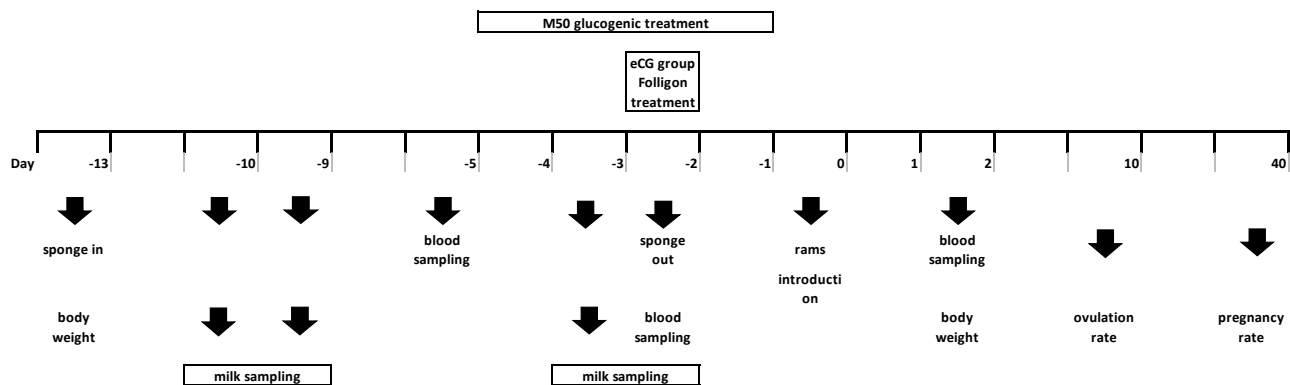 M50 glucogenic treatment
eCG group
Folligon
treatment
Day -13 -10 -9 -5 -4 -3 -2 -1 0 1 2 10 40
sponge in
blood
sampling
sponge
out
rams
introducti
on
blood
sampling
body
weight
blood
sampling
body
weight
ovulation
rate
pregnancy
rate
milk sampling
milk sampling